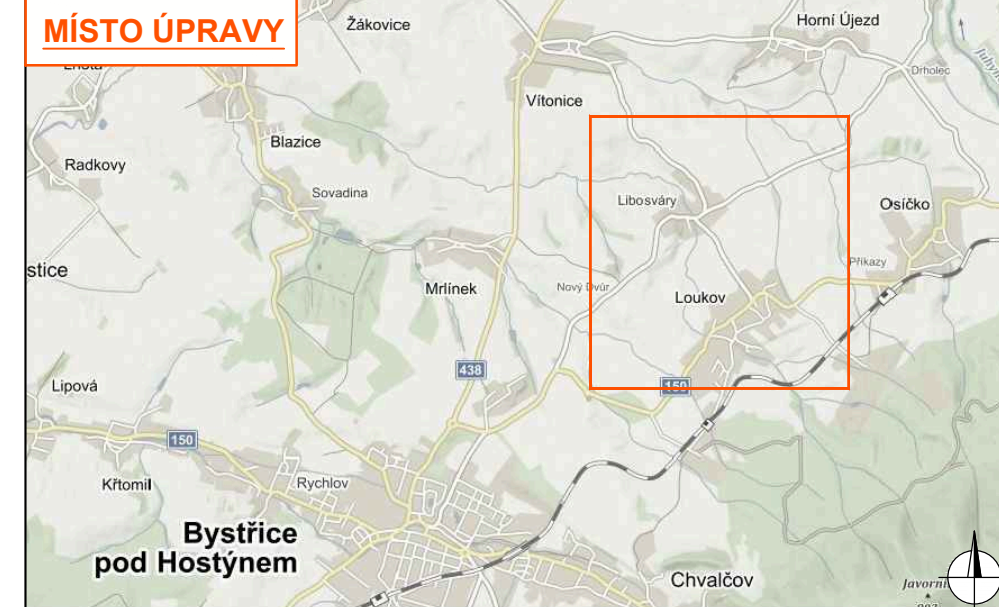 MÍSTO ÚPRAVY
Žákovice
Horní Újezd
Drholec
Vítonice
Blazice
Radkovy
Sovadina
Libosváry
Osíčko
stice
Příkazy
Nový Dvůr
Mrlínek
Loukov
438
150
Lipová
150
Křtomil
Rychlov
Bystřice
pod Hostýnem
Chvalčov